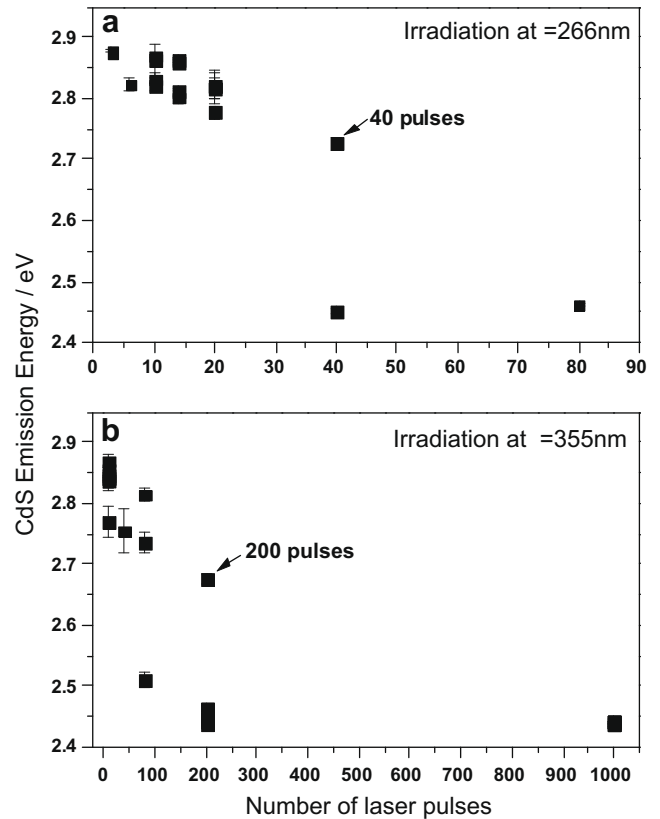 a
Irradiation at =266nm
40 pulses
2.9
2.8
2.7
2.6
2.5
2.4
0 10 20 30 40 50 60 70 80 90
CdS Emission Energy / eV
b
Irradiation at =355nm
200 pulses
2.9
2.8
2.7
2.6
2.5
2.4
0 100 200 300 400 500 600 700 800 900 1000
Number of laser pulses